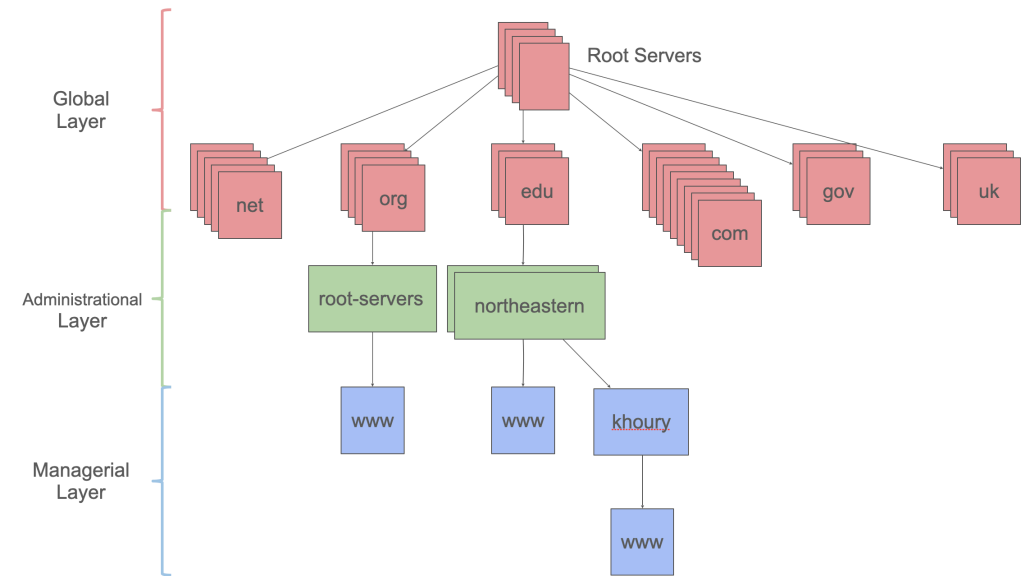 Root Servers
Global
Layer
net
org
edu
com
gov
uk
Administrational
Layer
root-servers
northeastern
www
www
khoury
Managerial
Layer
www